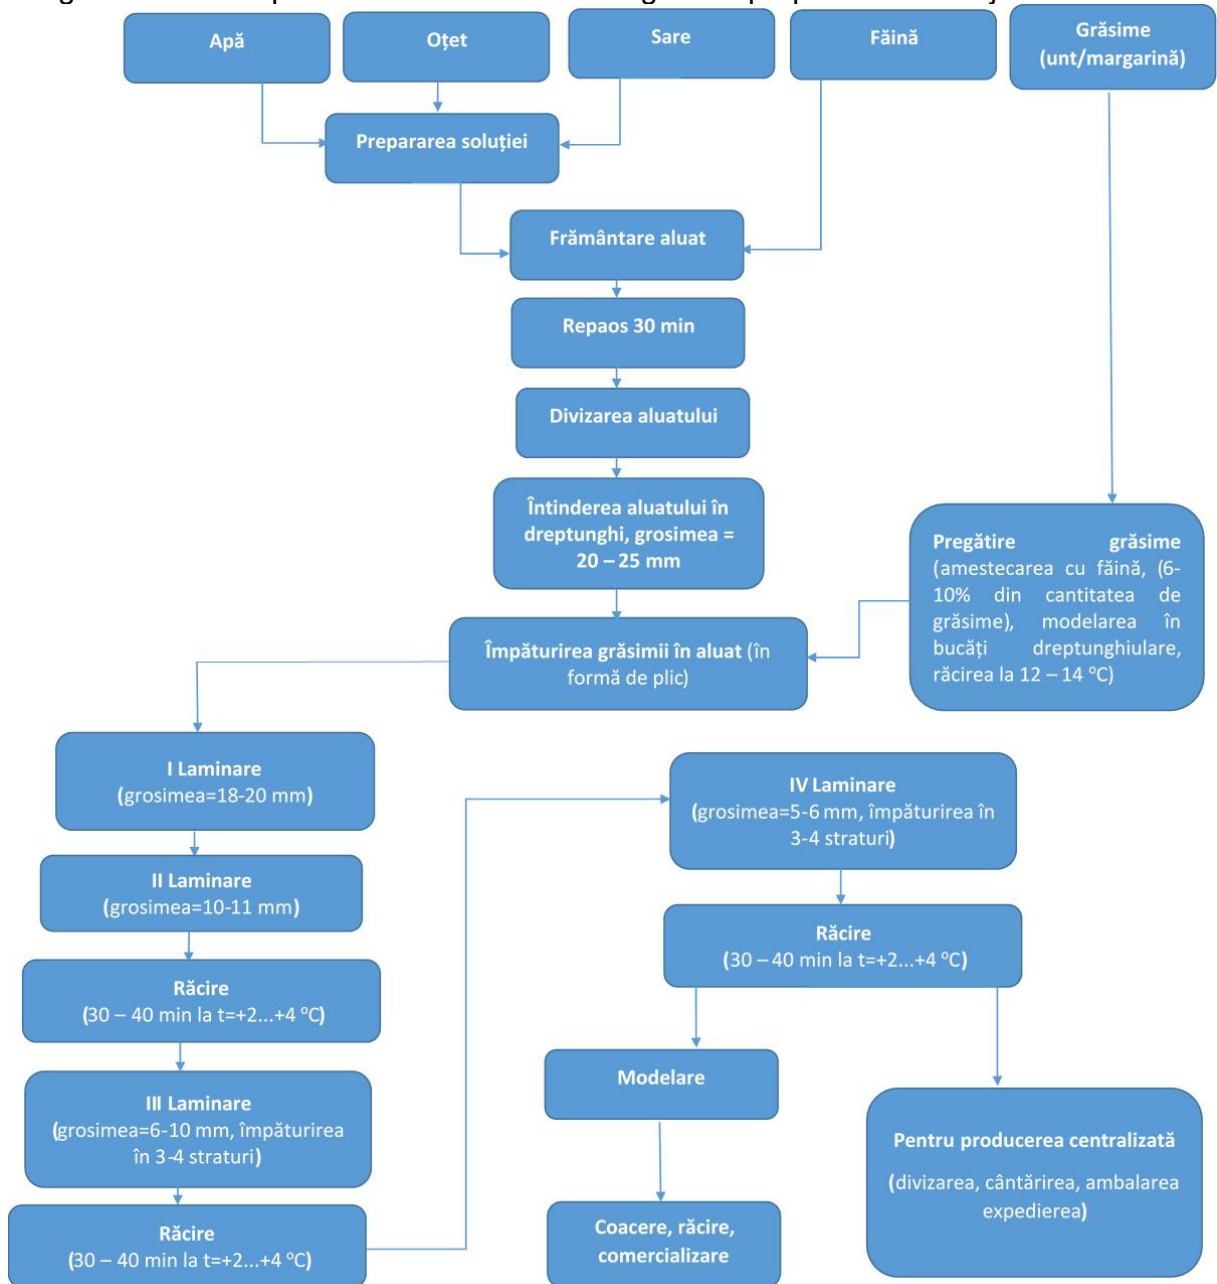 Apă
Oțet
Sare
Făină
Grăsime
(unt/margarină)
Prepararea soluției
Frământare aluat
Repaos 30 min
Divizarea aluatului
Întinderea aluatului în
dreptunghi, grosimea =
20 – 25 mm
Pregătire grăsime
(amestecarea cu făină, (6-
10% din cantitatea de
grăsime), modelarea în
bucăți dreptunghiulare,
răcirea la 12 – 14 °C)
Împăturirea grăsimii în aluat (în
formă de plic)
I Laminare
(grosimea=18-20 mm)
II Laminare
(grosimea=10-11 mm)
Răcire
(30 – 40 min la t=+2...+4 °C)
III Laminare
(grosimea=6-10 mm, împăturirea
în 3-4 straturi)
Răcire
(30 – 40 min la t=+2...+4 °C)
IV Laminare
(grosimea=5-6 mm, împăturirea în
3-4 straturi)
Răcire
(30 – 40 min la t=+2...+4 °C)
Modelare
Coacere, răcire,
comercializare
Pentru producerea centralizată
(divizarea, cântărirea, ambalarea
expedierea)